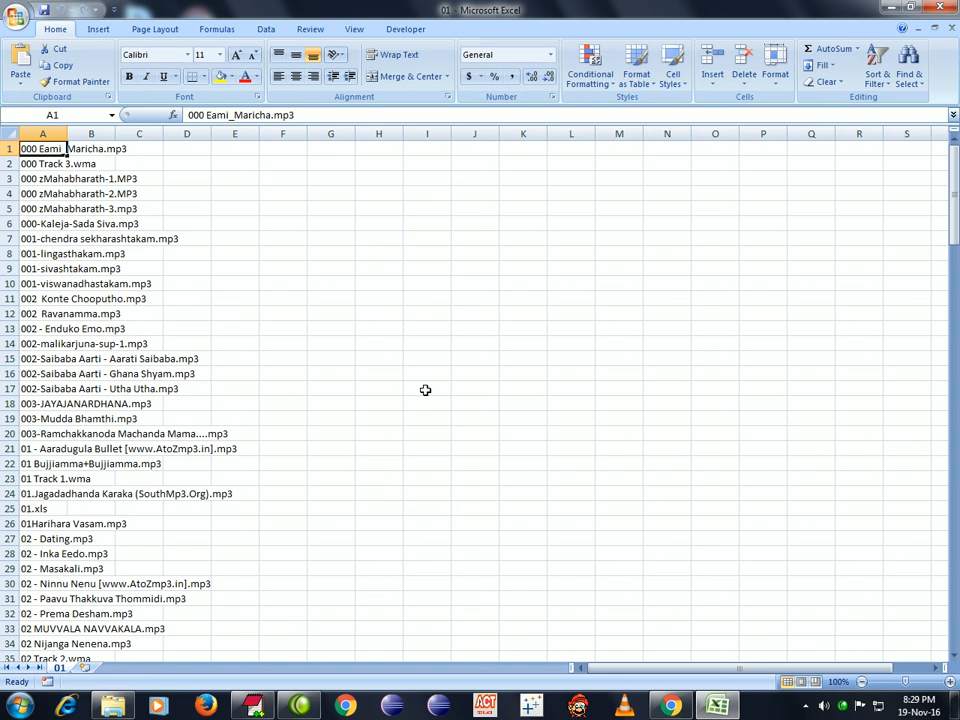 01 - Microsoft Excel
Home Insert Page Layout Formulas Data Review View Developer
Paste Cut Copy Format Painter Clipboard
Calibri 11 B I U A Font
Wrap Text Merge & Center Alignment
General $ % , Number
Conditional Formatting Format as Table Cell Styles Styles
Insert Delete Format Cells
AutoSum Fill Clear Sort & Filter Find & Select Editing
A1 fx 000 Eami_Maricha.mp3
A B C D E F G H I J K L M N O P Q R S
1 000 Eami_Maricha.mp3
2 000 Track 3.wma
3 000 zMahabharath-1.MP3
4 000 zMahabharath-2.MP3
5 000 zMahabharath-3.mp3
6 000-Kaleja-Sada Siva.mp3
7 001-chendra sekharashtakam.mp3
8 001-lingasthakam.mp3
9 001-sivashtakam.mp3
10 001-viswanadhastakam.mp3
11 002  Konte Chooputho.mp3
12 002  Ravanamma.mp3
13 002 - Enduko Emo.mp3
14 002-malikarjuna-sup-1.mp3
15 002-Saibaba Aarti - Aarati Saibaba.mp3
16 002-Saibaba Aarti - Ghana Shyam.mp3
17 002-Saibaba Aarti - Utha Utha.mp3
18 003-JAYAJANARDHANA.mp3
19 003-Mudda Bhamthi.mp3
20 003-Ramchakkanoda Machanda Mama....mp3
21 01 - Aaradugula Bullet [www.AtoZmp3.in].mp3
22 01 Bujjiamma+Bujjiamma.mp3
23 01 Track 1.wma
24 01.Jagadadhanda Karaka (SouthMp3.Org).mp3
25 01.xls
26 01Harihara Vasam.mp3
27 02 - Dating.mp3
28 02 - Inka Eedo.mp3
29 02 - Masakali.mp3
30 02 - Ninnu Nenu [www.AtoZmp3.in].mp3
31 02 - Paavu Thakkuva Thommidi.mp3
32 02 - Prema Desham.mp3
33 02 MUVVALA NAVVAKALA.mp3
34 02 Nijanga Nenena.mp3
35 02 Track 2.wma
01
Ready 100%
ACT
8:29 PM
19-Nov-16